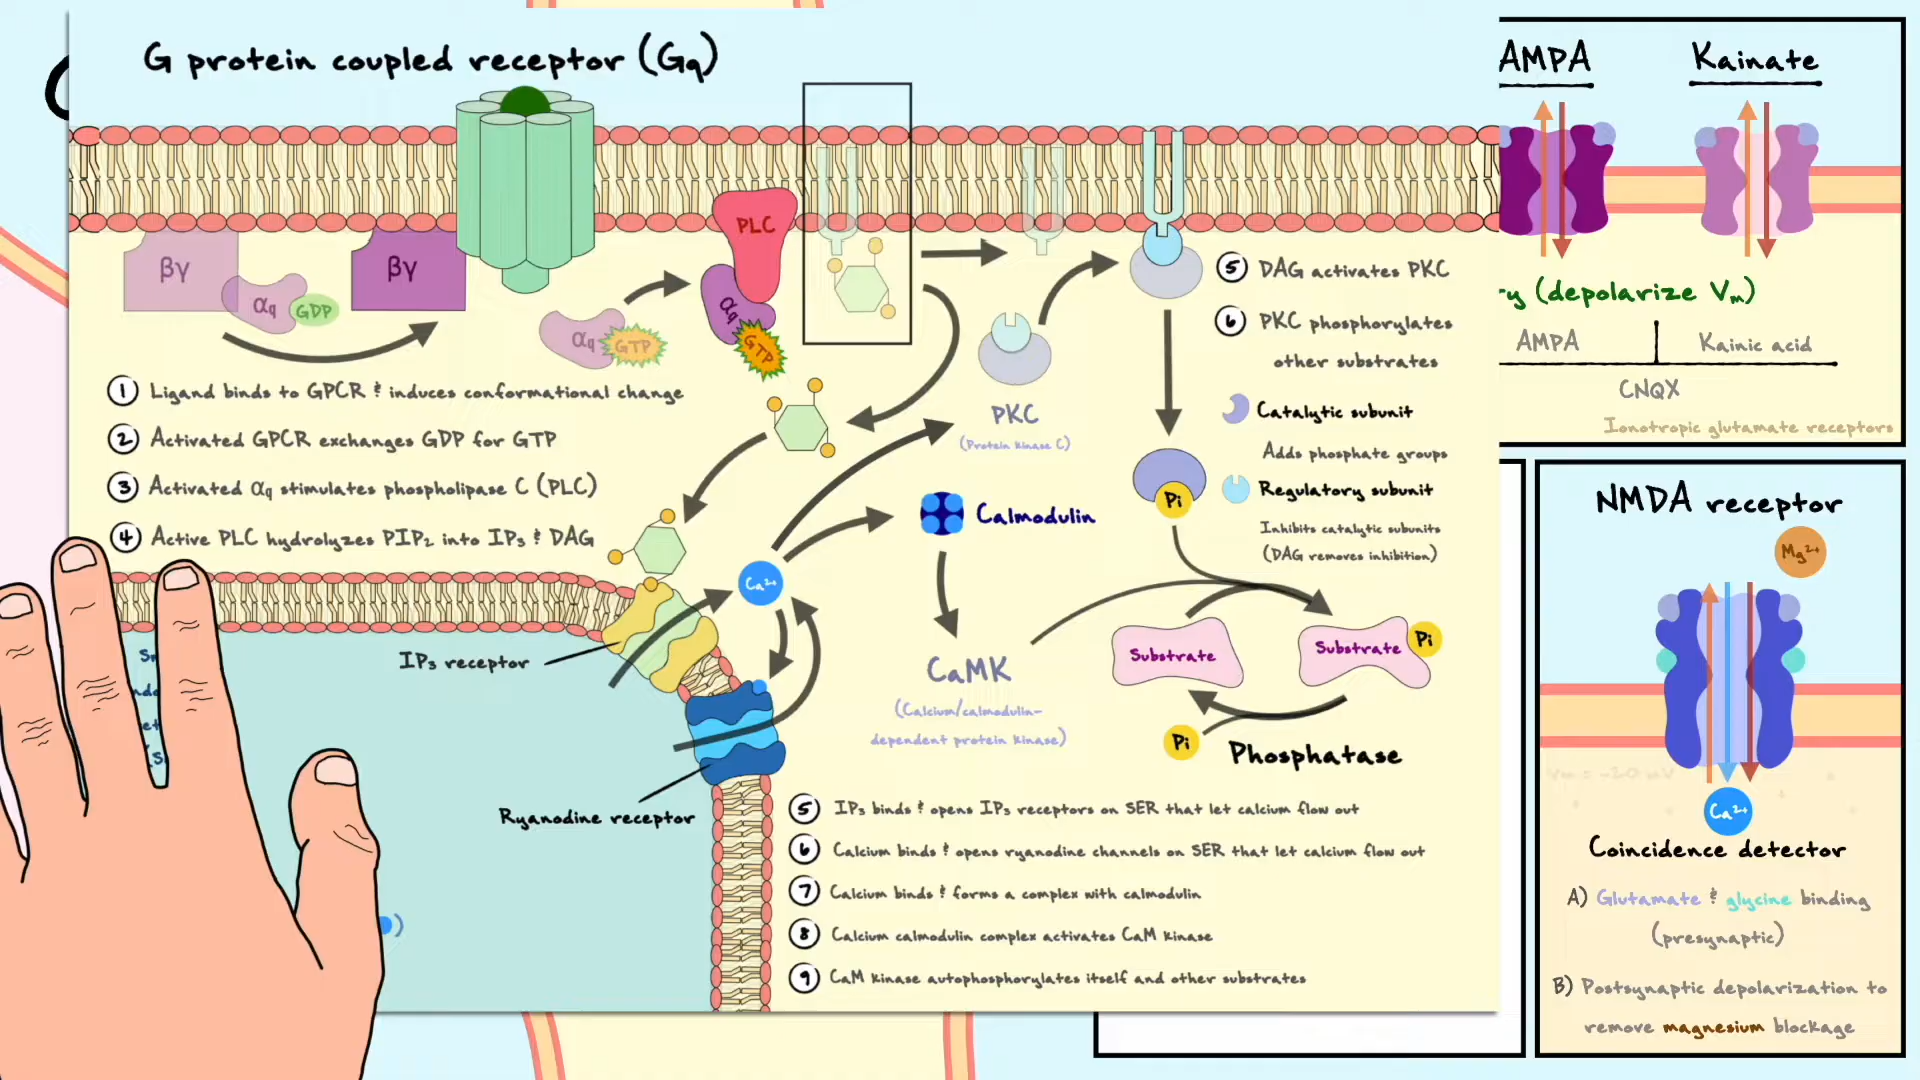 G protein coupled receptor (Gq)
PLC
βγ
αq
GDP
βγ
αq
GTP
αq
GTP
① Ligand binds to GPCR & induces conformational change
② Activated GPCR exchanges GDP for GTP
③ Activated αq stimulates phospholipase C (PLC)
④ Active PLC hydrolyzes PIP₂ into IP₃ & DAG
PKC
(Protein kinase C)
⑤ DAG activates PKC
⑥ PKC phosphorylates
other substrates
Catalytic subunit
Adds phosphate groups
Regulatory subunit
Inhibits catalytic subunits
(DAG removes inhibition)
Pi
Calmodulin
Ca²⁺
IP₃ receptor
Ryanodine receptor
CaMK
(Calcium/calmodulin-
dependent protein kinase)
Substrate
Substrate
Pi
Pi
Phosphatase
⑤ IP₃ binds & opens IP₃ receptors on SER that let calcium flow out
⑥ Calcium binds & opens ryanodine channels on SER that let calcium flow out
⑦ Calcium binds & forms a complex with calmodulin
⑧ Calcium calmodulin complex activates CaM kinase
⑨ CaM kinase autophosphorylates itself and other substrates
AMPA
Kainate
(depolarize Vm)
AMPA
Kainic acid
CNQX
Ionotropic glutamate receptors
NMDA receptor
Mg²⁺
Vm = -20 mV
Ca²⁺
Coincidence detector
A) Glutamate & glycine binding
(presynaptic)
B) Postsynaptic depolarization to
remove magnesium blockage